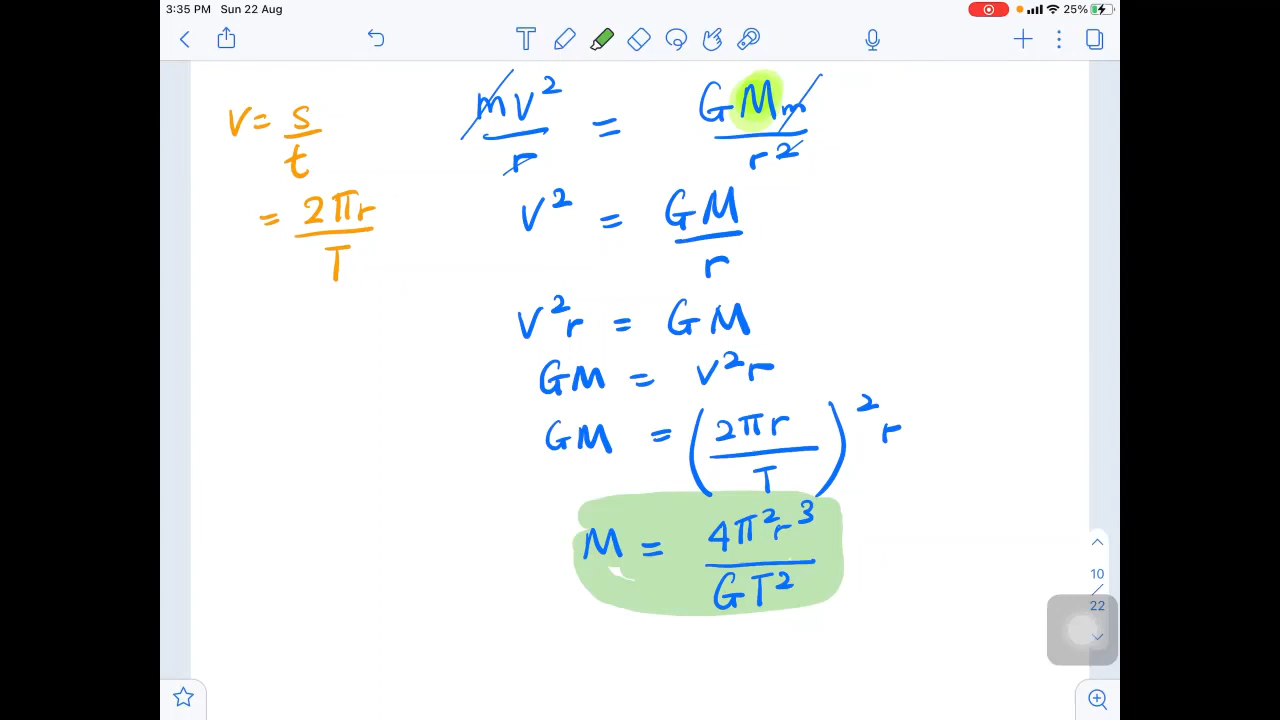 3:35 PM Sun 22 Aug 25%
v = s/t
= 2πr/T
mv²/r = GMm/r²
v² = GM/r
v²r = GM
GM = v²r
GM = (2πr/T)² r
M = 4π²r³/GT²
10/22